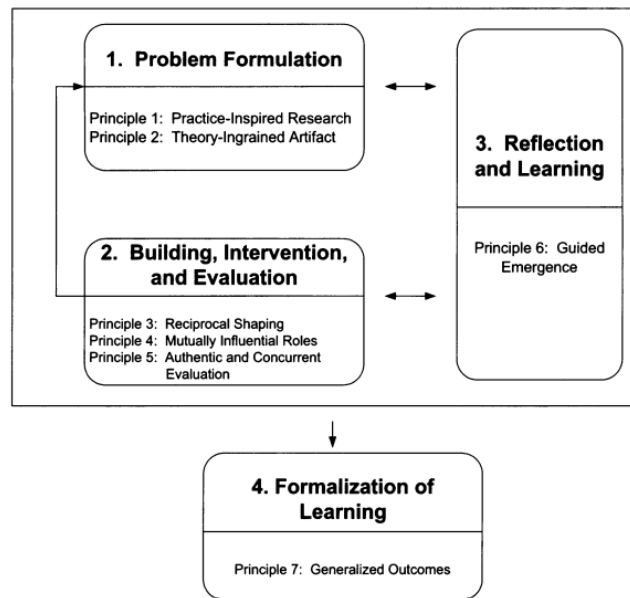 1. Problem Formulation
Principle 1: Practice-Inspired Research
Principle 2: Theory-Ingrained Artifact
2. Building, Intervention,
and Evaluation
Principle 3: Reciprocal Shaping
Principle 4: Mutually Influential Roles
Principle 5: Authentic and Concurrent
Evaluation
3. Reflection
and Learning
Principle 6: Guided
Emergence
4. Formalization of
Learning
Principle 7: Generalized Outcomes